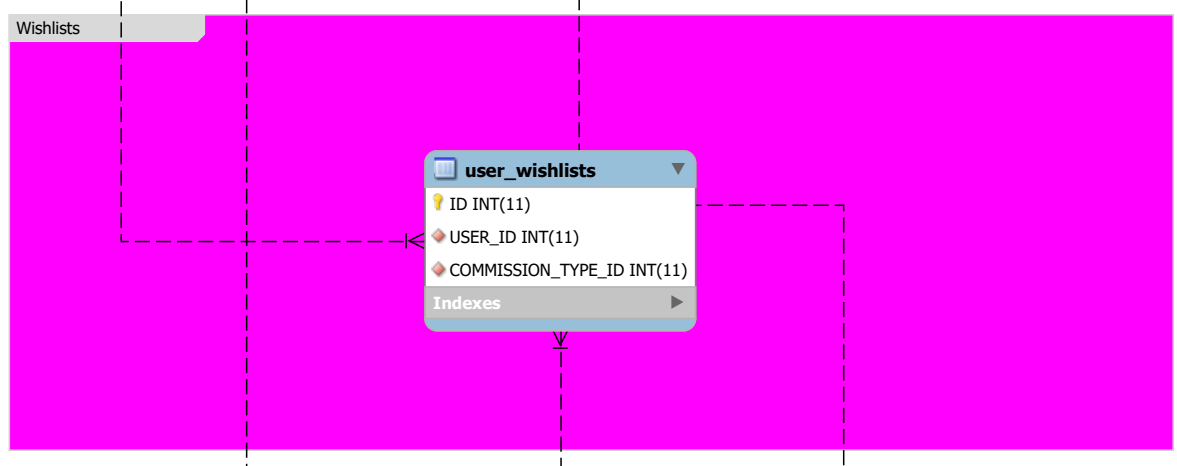 Wishlists
user_wishlists
ID INT(11)
USER_ID INT(11)
COMMISSION_TYPE_ID INT(11)
Indexes